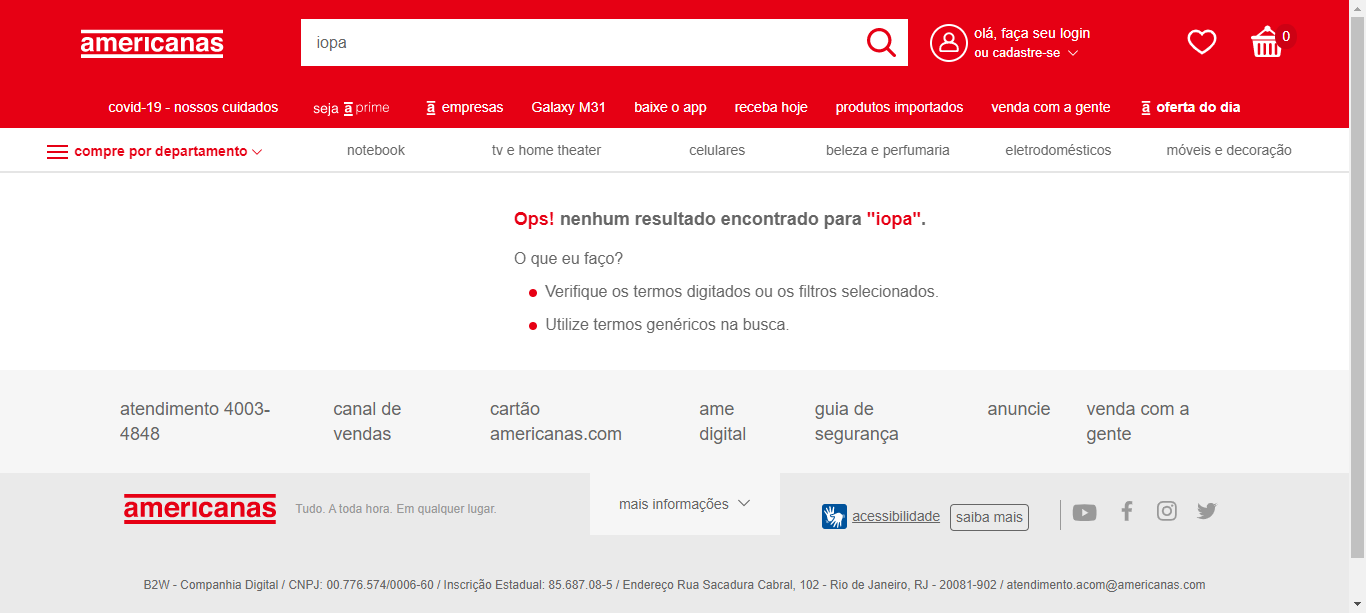 americanas
iopa
olá, faça seu login
ou cadastre-se
0
covid-19 - nossos cuidados seja a prime a empresas Galaxy M31 baixe o app receba hoje produtos importados venda com a gente a oferta do dia
compre por departamento notebook tv e home theater celulares beleza e perfumaria eletrodomésticos móveis e decoração
Ops! nenhum resultado encontrado para "iopa".
O que eu faço?
Verifique os termos digitados ou os filtros selecionados.
Utilize termos genéricos na busca.
atendimento 4003-
4848
canal de
vendas
cartão
americanas.com
ame
digital
guia de
segurança
anuncie
venda com a
gente
americanas Tudo. A toda hora. Em qualquer lugar.
mais informações
acessibilidade saiba mais
B2W - Companhia Digital / CNPJ: 00.776.574/0006-60 / Inscrição Estadual: 85.687.08-5 / Endereço Rua Sacadura Cabral, 102 - Rio de Janeiro, RJ - 20081-902 / atendimento.acom@americanas.com